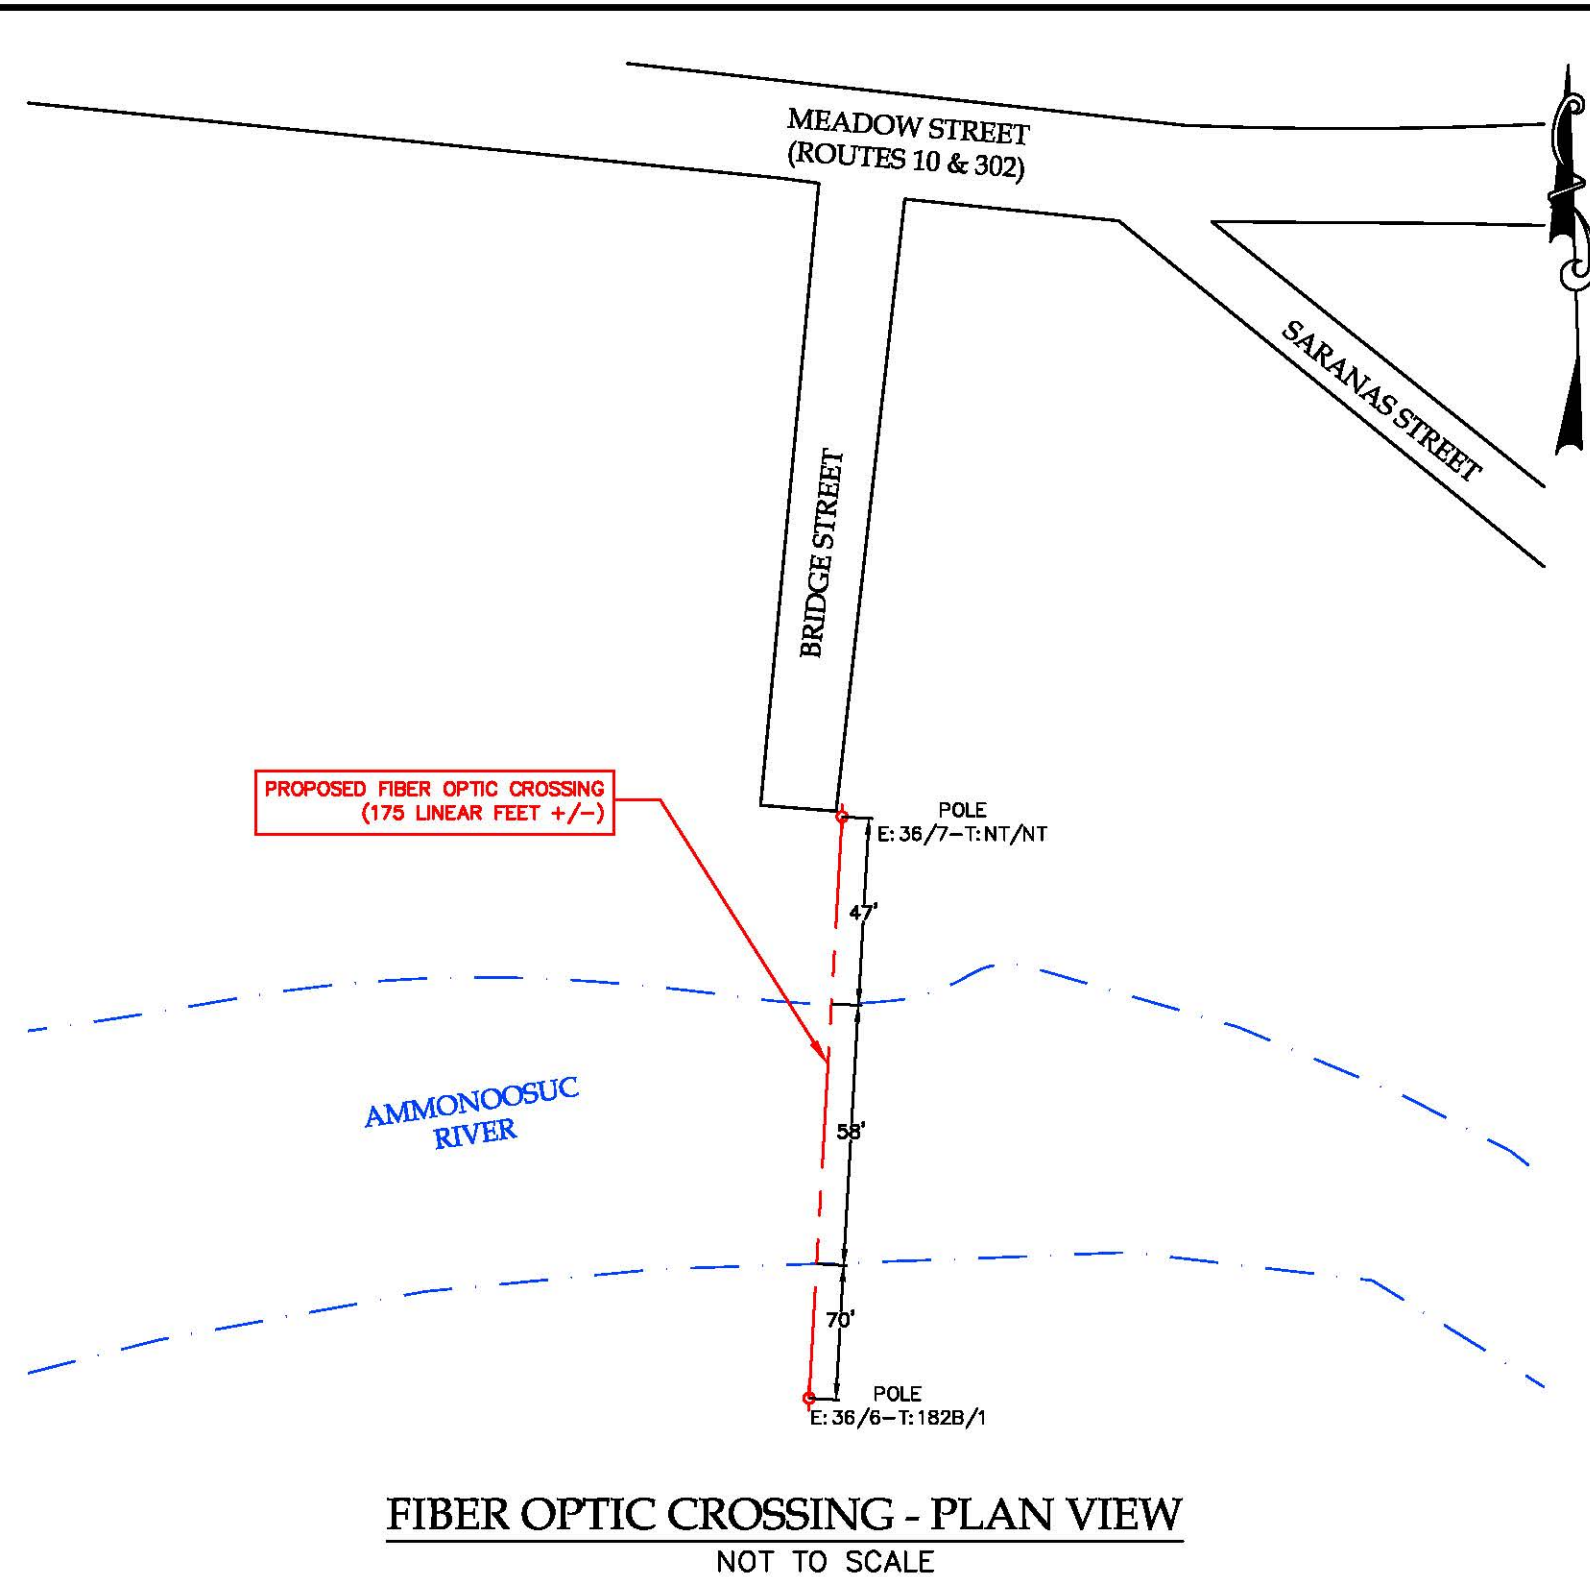 MEADOW STREET
(ROUTES 10 & 302)
SARANAS STREET
BRIDGE STREET
PROPOSED FIBER OPTIC CROSSING
(175 LINEAR FEET +/-)
POLE
E: 36/7-T: NT/NT
47'
AMMONOOSUC
RIVER
58'
70'
POLE
E: 36/6-T: 182B/1
FIBER OPTIC CROSSING - PLAN VIEW
NOT TO SCALE